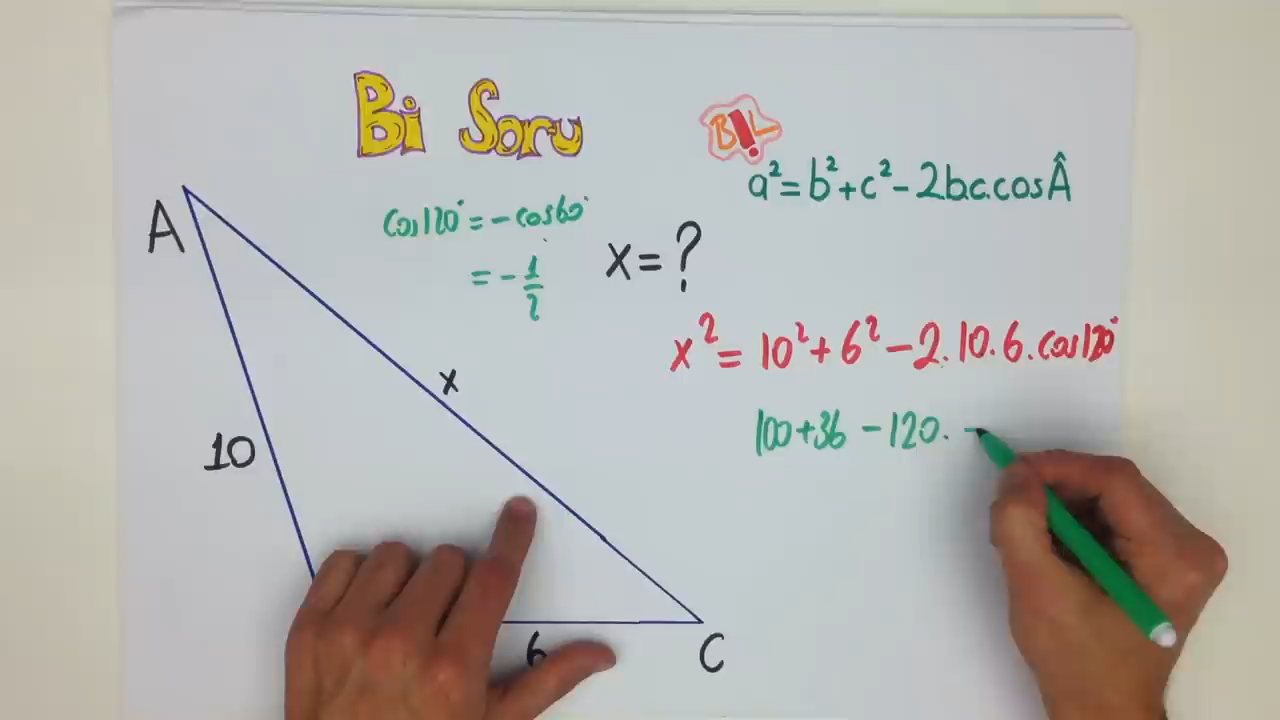 Bi Soru
BİL
a² = b² + c² - 2.b.c.cosÂ
A
cos120° = -cos60°
= - 1/2
x = ?
x² = 10² + 6² - 2.10.6.cos120°
x
10
100 + 36 - 120. -
6
C